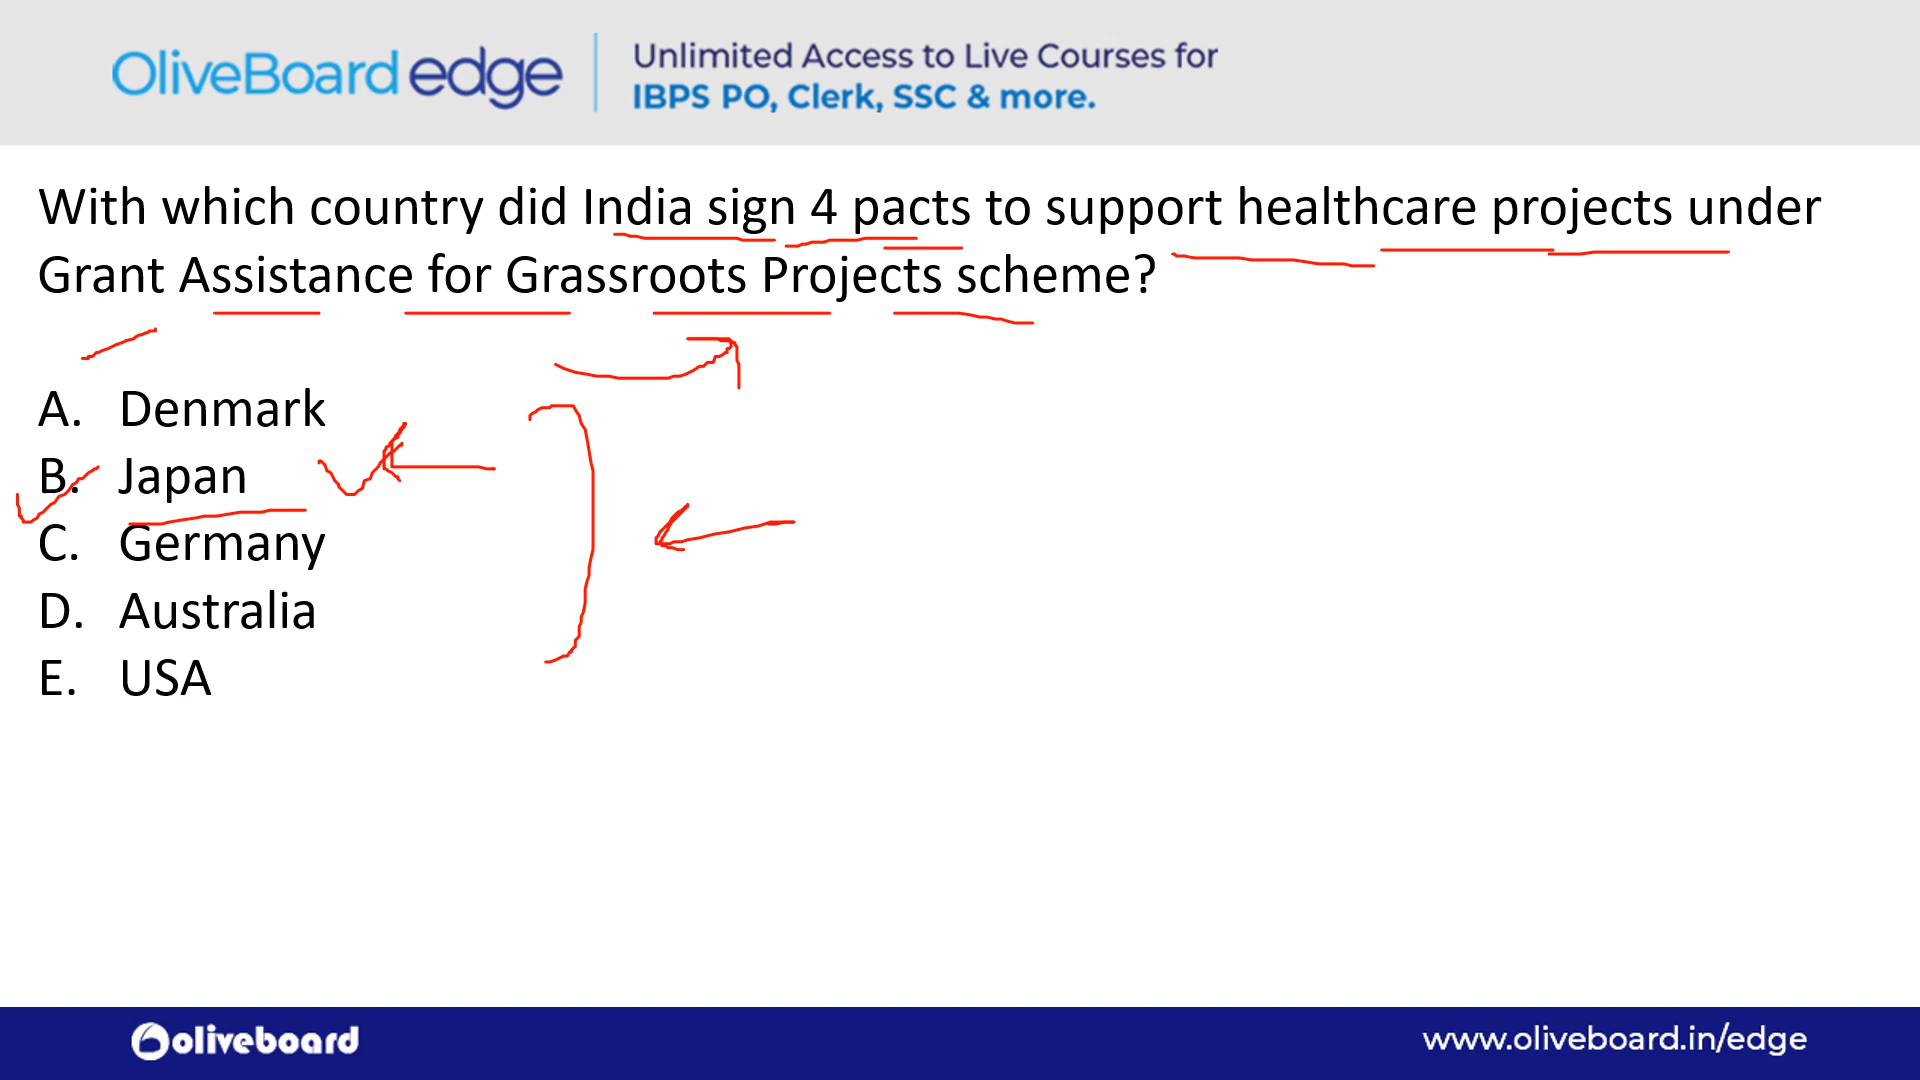 OliveBoard edge
Unlimited Access to Live Courses for
IBPS PO, Clerk, SSC & more.
With which country did India sign 4 pacts to support healthcare projects under
Grant Assistance for Grassroots Projects scheme?
A. Denmark
B. Japan
C. Germany
D. Australia
E. USA
oliveboard
www.oliveboard.in/edge